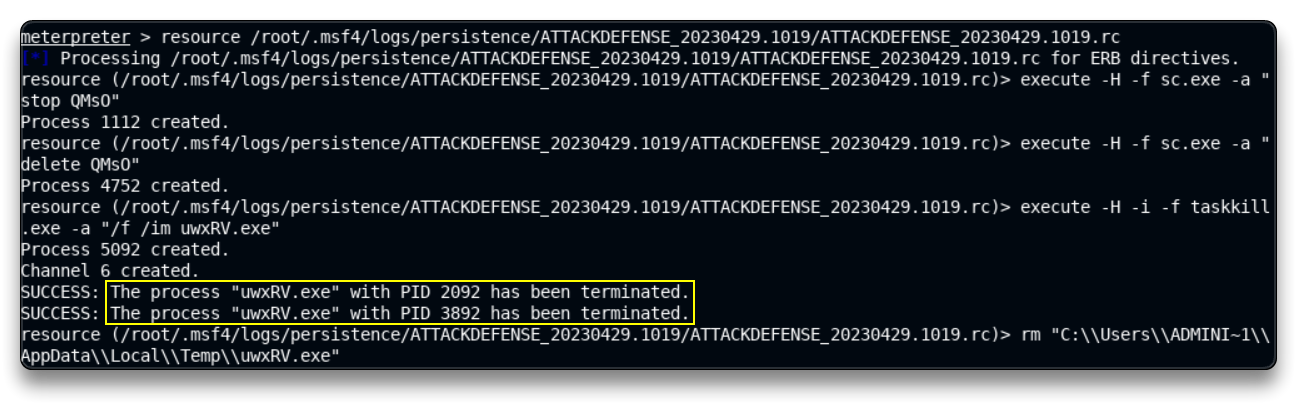 meterpreter > resource /root/.msf4/logs/persistence/ATTACKDEFENSE_20230429.1019/ATTACKDEFENSE_20230429.1019.rc
[*] Processing /root/.msf4/logs/persistence/ATTACKDEFENSE_20230429.1019/ATTACKDEFENSE_20230429.1019.rc for ERB directives.
resource (/root/.msf4/logs/persistence/ATTACKDEFENSE_20230429.1019/ATTACKDEFENSE_20230429.1019.rc)> execute -H -f sc.exe -a "
stop QMsO"
Process 1112 created.
resource (/root/.msf4/logs/persistence/ATTACKDEFENSE_20230429.1019/ATTACKDEFENSE_20230429.1019.rc)> execute -H -f sc.exe -a "
delete QMsO"
Process 4752 created.
resource (/root/.msf4/logs/persistence/ATTACKDEFENSE_20230429.1019/ATTACKDEFENSE_20230429.1019.rc)> execute -H -i -f taskkill
.exe -a "/f /im uwxRV.exe"
Process 5092 created.
Channel 6 created.
SUCCESS: The process "uwxRV.exe" with PID 2092 has been terminated.
SUCCESS: The process "uwxRV.exe" with PID 3892 has been terminated.
resource (/root/.msf4/logs/persistence/ATTACKDEFENSE_20230429.1019/ATTACKDEFENSE_20230429.1019.rc)> rm "C:\\Users\\ADMINI~1\\
AppData\\Local\\Temp\\uwxRV.exe"